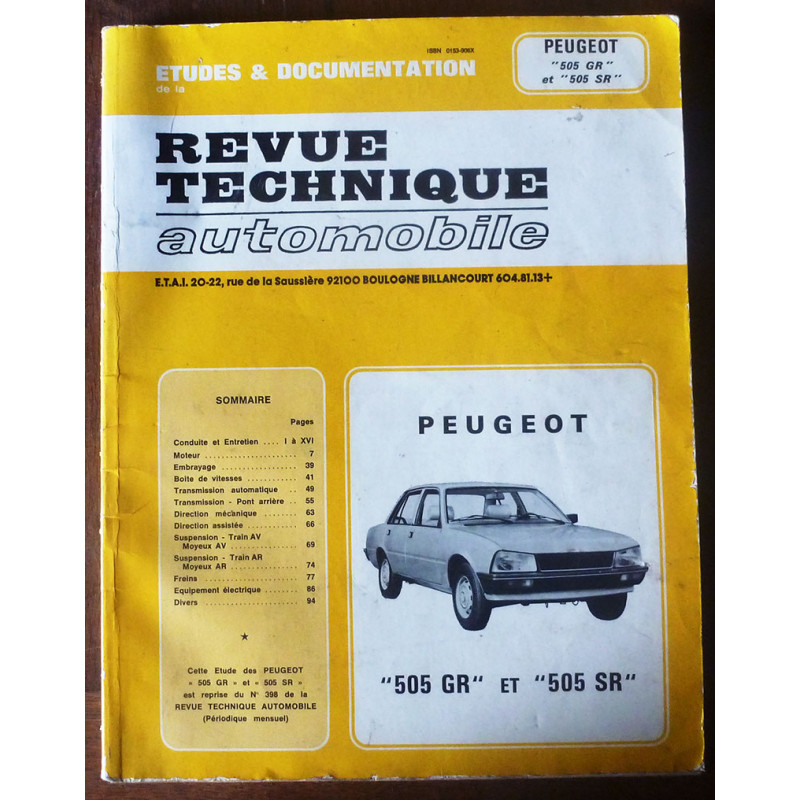 ISBN 0153-906X
ETUDES & DOCUMENTATION
de la
PEUGEOT
"505 GR"
et "505 SR"
REVUE
TECHNIQUE
automobile
E.T.A.I. 20-22, rue de la Saussière 92100 BOULOGNE BILLANCOURT 604.81.13+
SOMMAIRE
Pages
Conduite et Entretien .... I à XVI
Moteur ...................... 7
Embrayage .................. 39
Boîte de vitesses ............ 41
Transmission automatique .. 49
Transmission - Pont arrière .. 55
Direction mécanique ........ 63
Direction assistée ............ 66
Suspension - Train AV
Moyeux AV ................ 69
Suspension - Train AR
Moyeux AR ................ 74
Freins ...................... 77
Equipement électrique ........ 86
Divers ...................... 94
★
Cette Etude des PEUGEOT
« 505 GR » et « 505 SR »
est reprise du N° 398 de la
REVUE TECHNIQUE AUTOMOBILE
(Périodique mensuel)
PEUGEOT
"505 GR" ET "505 SR"